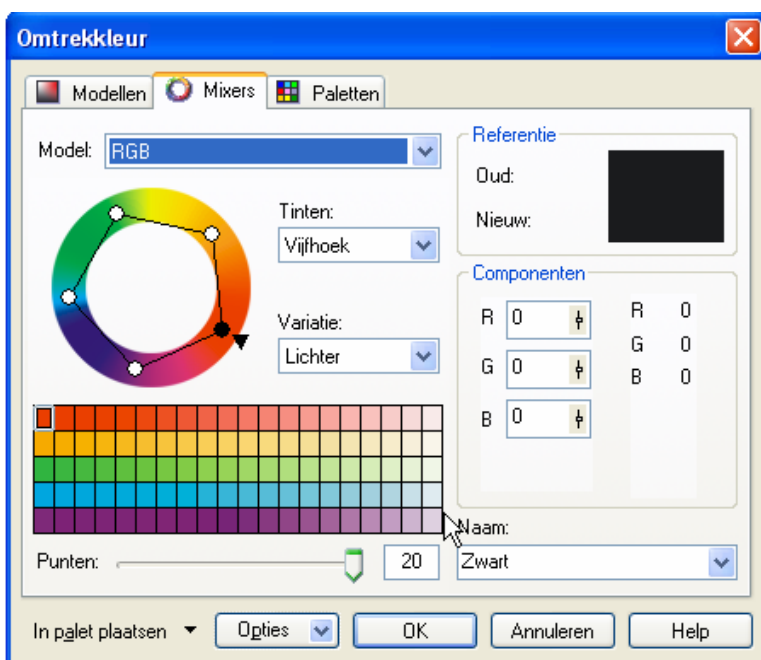 Omtrekkleur
Modellen Mixers Paletten
Model: RGB
Tinten:
Vijfhoek
Variatie:
Lichter
Referentie
Oud:
Nieuw:
Componenten
R 0 R 0
G 0 G 0
B 0 B 0
Punten: 20
Naam:
Zwart
In palet plaatsen Opties OK Annuleren Help